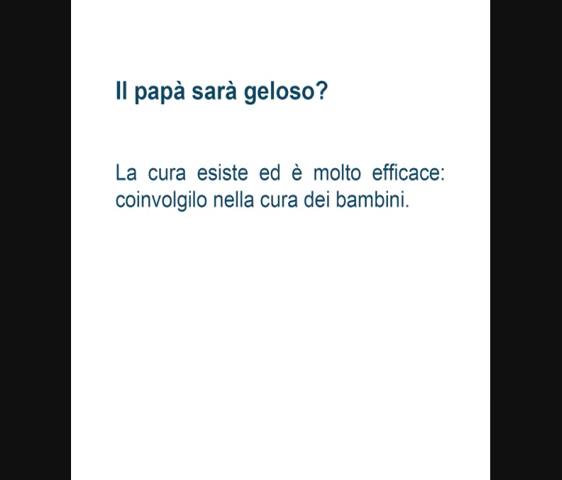 Il papà sarà geloso?
La cura esiste ed è molto efficace:
coinvolgilo nella cura dei bambini.